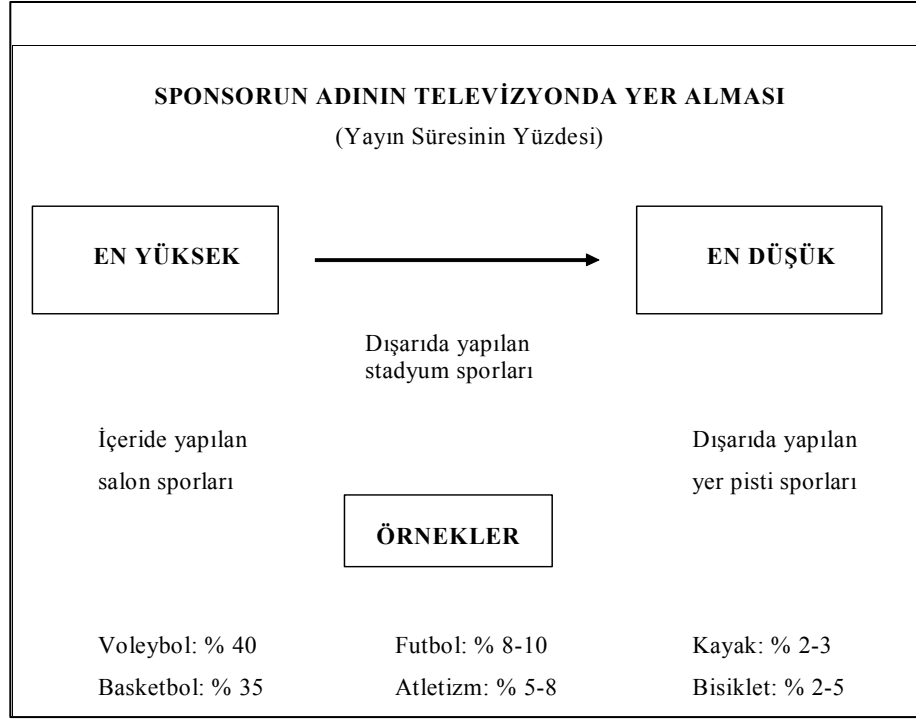 SPONSORUN ADININ TELEVİZYONDA YER ALMASI
(Yayın Süresinin Yüzdesi)
EN YÜKSEK
EN DÜŞÜK
Dışarıda yapılan
stadyum sporları
İçeride yapılan
salon sporları
Dışarıda yapılan
yer pisti sporları
ÖRNEKLER
Voleybol: % 40
Futbol: % 8-10
Kayak: % 2-3
Basketbol: % 35
Atletizm: % 5-8
Bisiklet: % 2-5